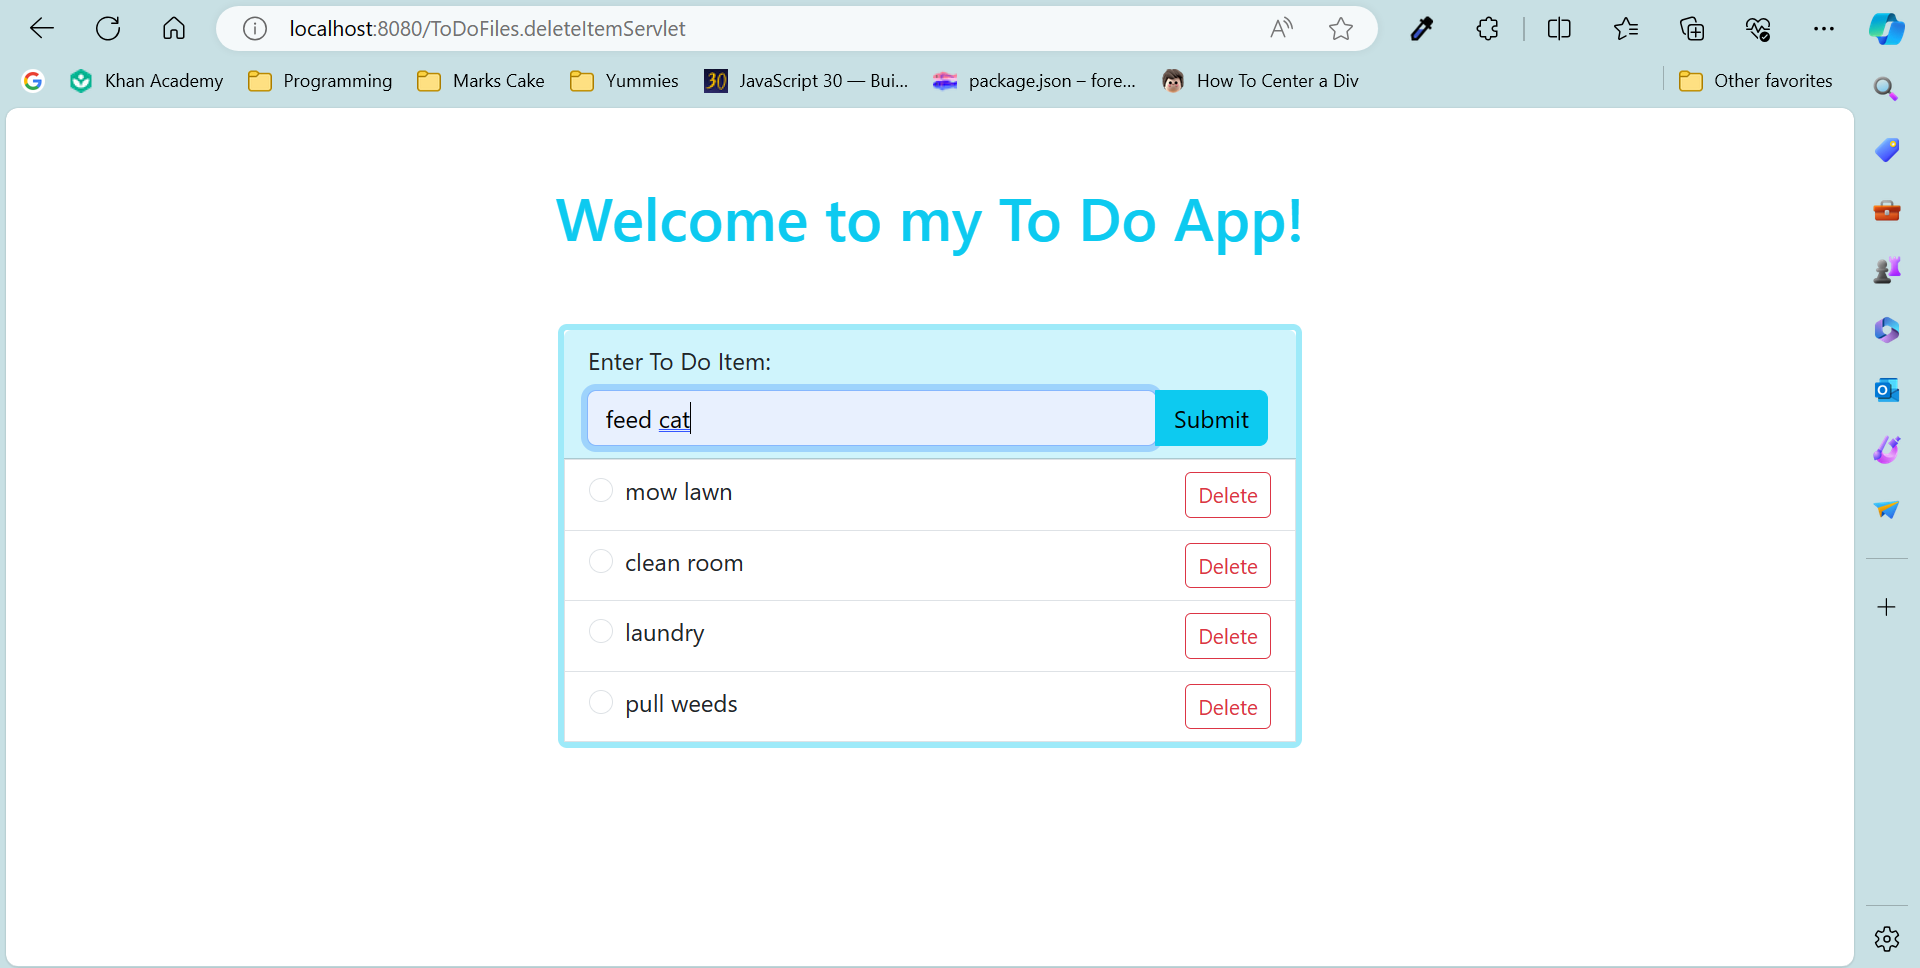 localhost:8080/ToDoFiles.deleteItemServlet
Khan Academy Programming Marks Cake Yummies 30 JavaScript 30 — Bui... package.json – fore... How To Center a Div Other favorites
Welcome to my To Do App!
Enter To Do Item:
feed cat Submit
mow lawn Delete
clean room Delete
laundry Delete
pull weeds Delete